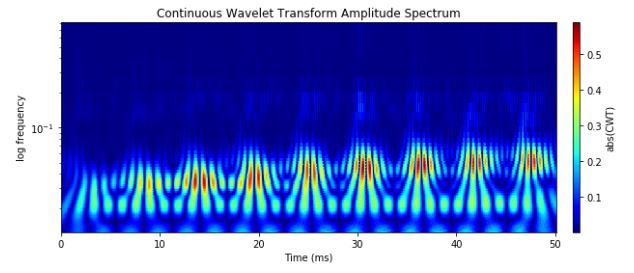 Continuous Wavelet Transform Amplitude Spectrum
log frequency
10⁻¹
0 10 20 30 40 50
Time (ms)
0.5
0.4
0.3
0.2
0.1
abs(CWT)